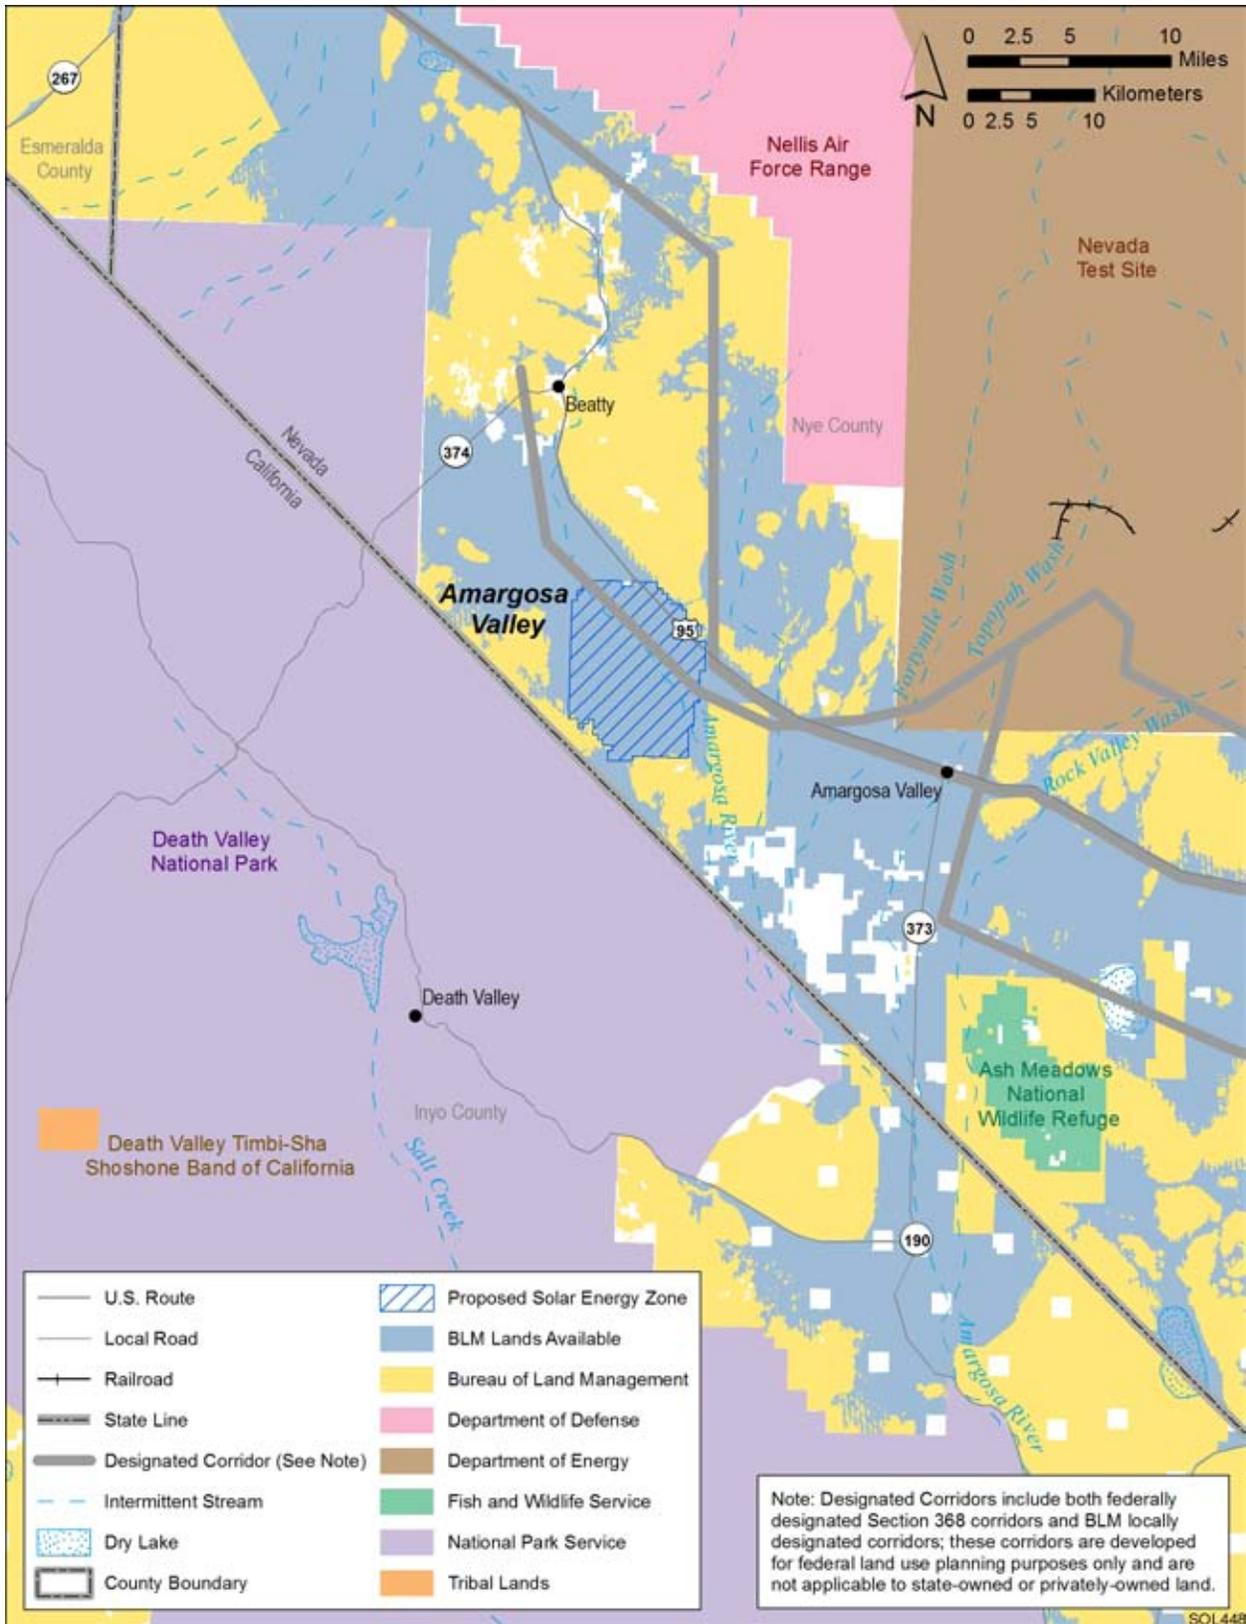 0 2.5 5 10
Miles
Kilometers
0 2.5 5 10
N
267
Esmeralda
County
Nellis Air
Force Range
Nevada
Test Site
Beatty
Nye County
374
Nevada
California
Amargosa
Valley
95
Fortymile Wash
Topopah Wash
Rock Valley Wash
Amargosa River
Amargosa Valley
Death Valley
National Park
373
Death Valley
Ash Meadows
National
Wildlife Refuge
Inyo County
Death Valley Timbi-Sha
Shoshone Band of California
Salt Creek
190
Amargosa River
U.S. Route
Local Road
Railroad
State Line
Designated Corridor (See Note)
Intermittent Stream
Dry Lake
County Boundary
Proposed Solar Energy Zone
BLM Lands Available
Bureau of Land Management
Department of Defense
Department of Energy
Fish and Wildlife Service
National Park Service
Tribal Lands
Note: Designated Corridors include both federally
designated Section 368 corridors and BLM locally
designated corridors; these corridors are developed
for federal land use planning purposes only and are
not applicable to state-owned or privately-owned land.